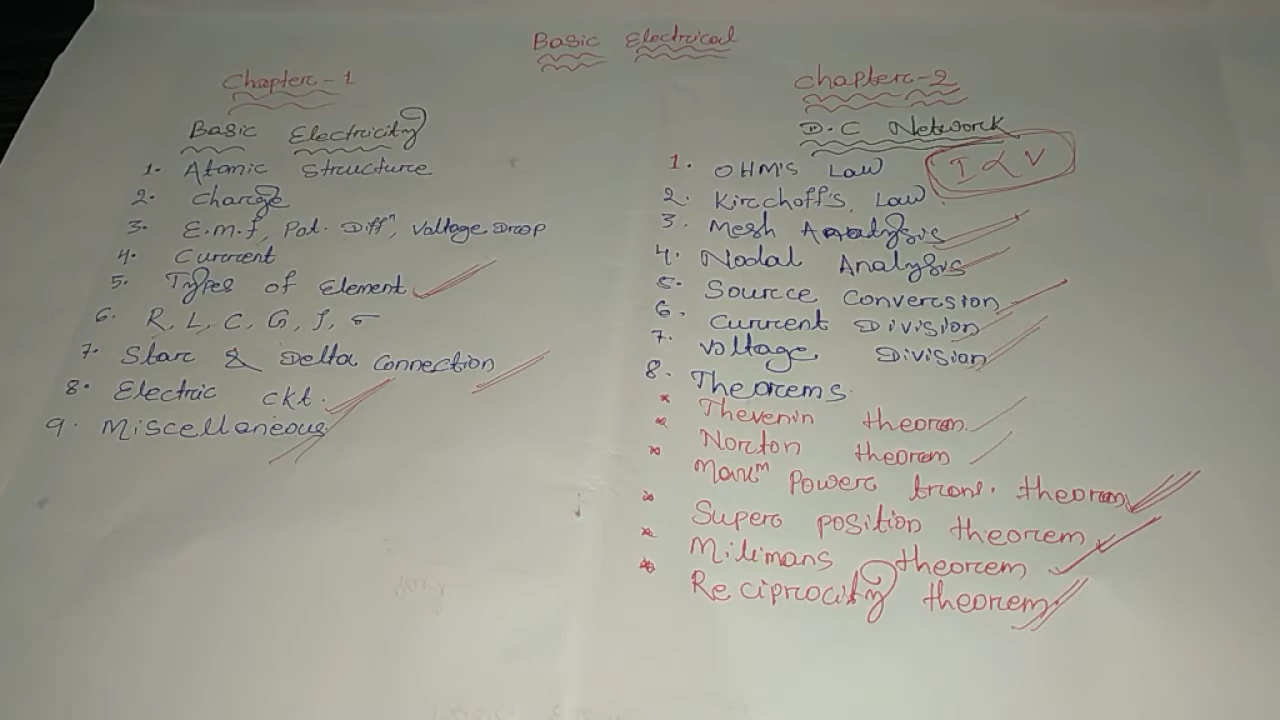 Basic Electrical
Chapter-1
Basic Electricity
1. Atomic Structure
2. Charge
3. E.m.f, Pot. Diffⁿ, Voltage Drop
4. Current
5. Types of Element
6. R, L, C, G, ρ, σ
7. Star & Delta Connection
8. Electric ckt.
9. Miscellaneous
Chapter-2
D.C Network
1. OHM'S Law
I ∝ V
2. Kircchoff's Law
3. Mesh Analysis
4. Nodal Analysis
5. Source Conversion
6. Current Division
7. Voltage Division
8. Theorems
* Thevenin theorem
* Norton theorem
* Maxᵐ Power trans. theorem
* Super position theorem
* Milimans theorem
* Reciprocity theorem